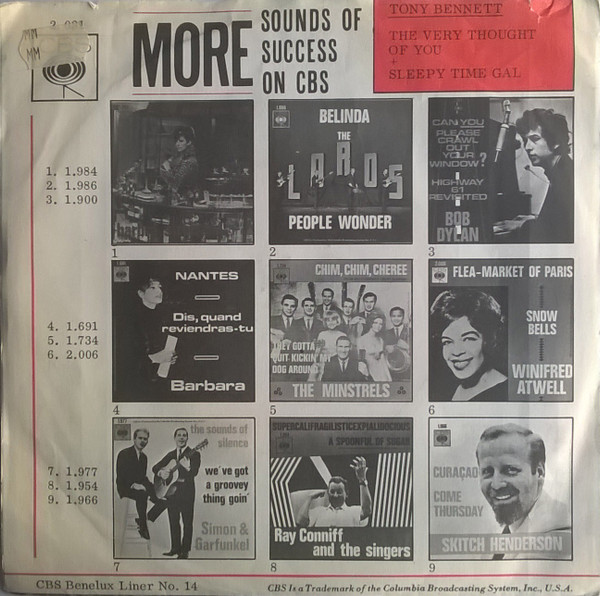 2.021
MM
MM
CBS
MORE
SOUNDS OF
SUCCESS
ON CBS
TONY BENNETT
THE VERY THOUGHT
OF YOU
+
SLEEPY TIME GAL
1. 1.984
2. 1.986
3. 1.900
1
BELINDA
THE
LORDS
PEOPLE WONDER
2
CAN YOU
PLEASE
CRAWL
OUT
YOUR
WINDOW?
HIGHWAY
61
REVISITED
BOB
DYLAN
3
4. 1.691
5. 1.734
6. 2.006
NANTES
Dis, quand
reviendras-tu
Barbara
4
CHIM, CHIM, CHEREE
THEY GOTTA
QUIT KICKIN' MY
DOG AROUND
THE MINSTRELS
5
FLEA-MARKET OF PARIS
SNOW
BELLS
WINIFRED
ATWELL
6
7. 1.977
8. 1.954
9. 1.966
the sounds of
silence
we've got
a groovey
thing goin'
Simon &
Garfunkel
7
SUPERCALIFRAGILISTICEXPIALIDOCIOUS
A SPOONFUL OF SUGAR
Ray Conniff
and the singers
8
CURAÇAO
COME
THURSDAY
SKITCH HENDERSON
9
CBS Benelux Liner No. 14
CBS Is a Trademark of the Columbia Broadcasting System, Inc., U.S.A.